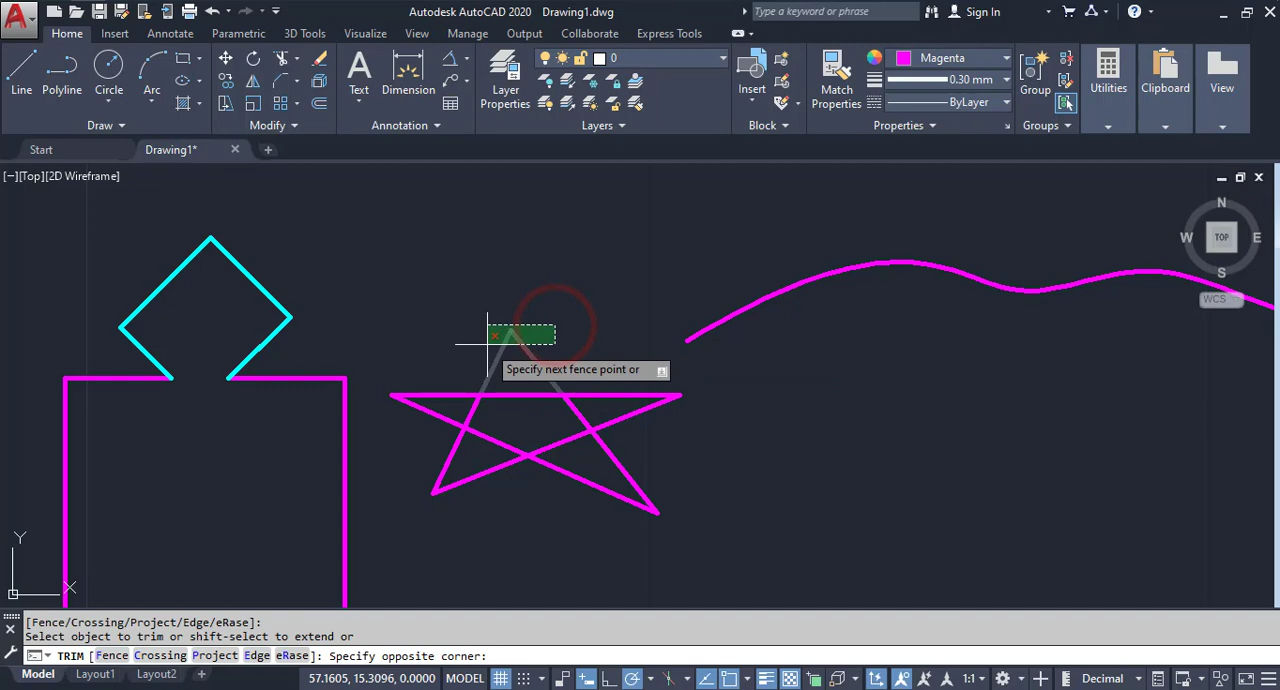 Autodesk AutoCAD 2020 Drawing1.dwg
Type a keyword or phrase
Sign In
Home Insert Annotate Parametric 3D Tools Visualize View Manage Output Collaborate Express Tools
Line Polyline Circle Arc
Text Dimension
Layer Properties
0
Insert
Match Properties
Magenta
0.30 mm
ByLayer
Group
Utilities
Clipboard
View
Draw Modify Annotation Layers Block Properties Groups
Start Drawing1*
[−][Top][2D Wireframe]
N
W TOP E
S
WCS
Specify next fence point or
Y
X
[Fence/Crossing/Project/Edge/eRase]:
Select object to trim or shift-select to extend or
TRIM [Fence Crossing Project Edge eRase]: Specify opposite corner:
Model Layout1 Layout2 +
57.1605, 15.3096, 0.0000 MODEL
1:1
Decimal